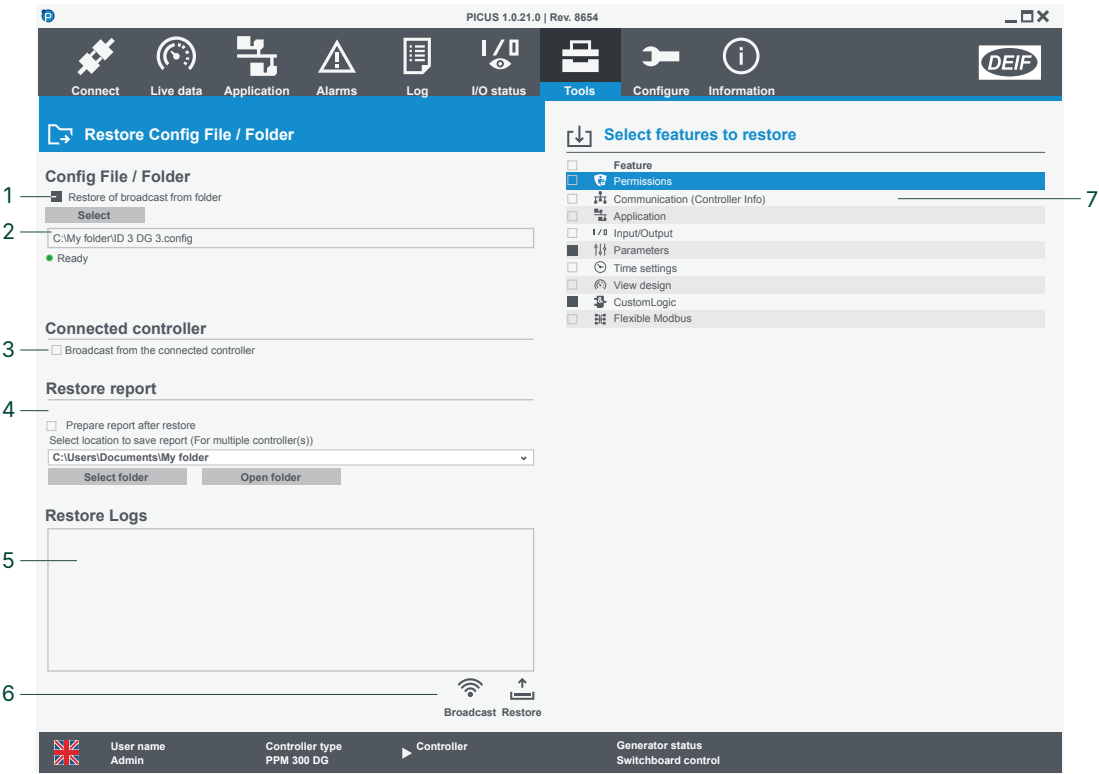 PICUS 1.0.21.0 | Rev. 8654
Connect Live data Application Alarms Log I/O status Tools Configure Information
DEIF
Restore Config File / Folder
Config File / Folder
1
Restore of broadcast from folder
Select
2
C:\My folder\ID 3 DG 3.config
Ready
Connected controller
3
Broadcast from the connected controller
Restore report
4
Prepare report after restore
Select location to save report (For multiple controller(s))
C:\Users\Documents\My folder
Select folder Open folder
Restore Logs
5
6
Broadcast Restore
Select features to restore
Feature
Permissions
Communication (Controller Info)
7
Application
Input/Output
Parameters
Time settings
View design
CustomLogic
Flexible Modbus
User name Controller type Controller Generator status
Admin PPM 300 DG Switchboard control